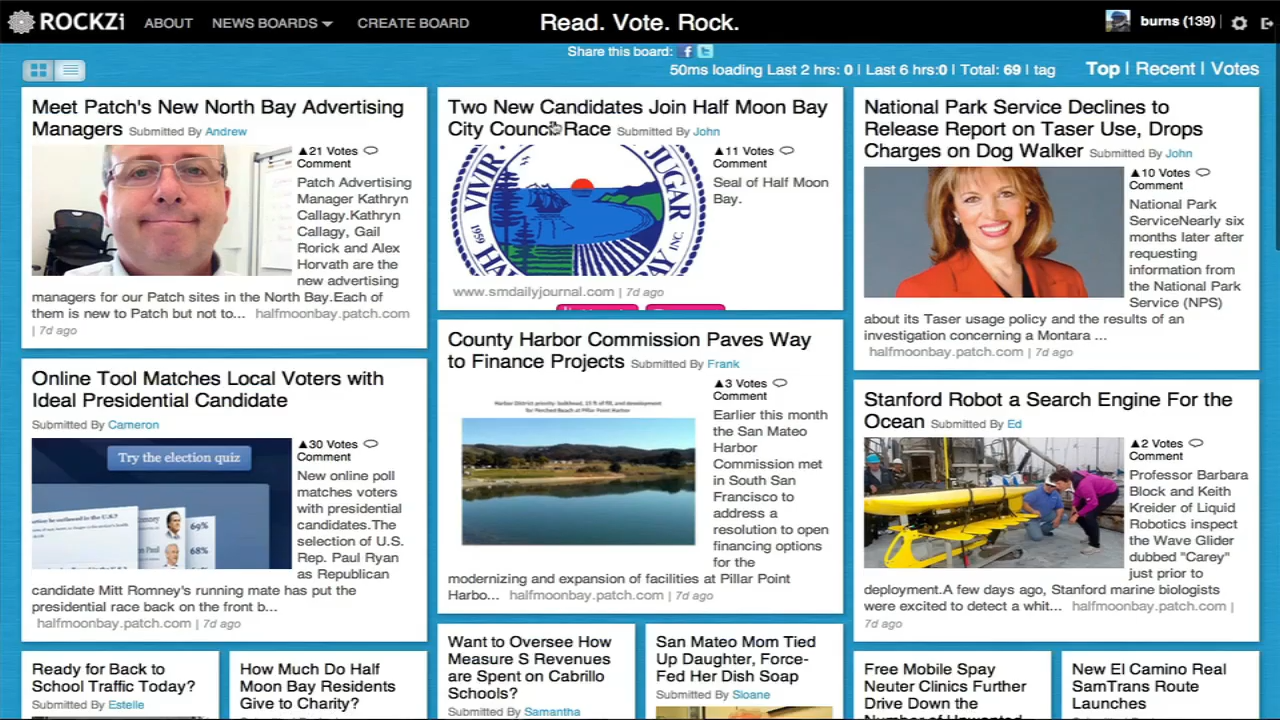 ROCKZi ABOUT NEWS BOARDS CREATE BOARD Read. Vote. Rock. burns (139)
Share this board:
50ms loading Last 2 hrs: 0 | Last 6 hrs:0 | Total: 69 | tag Top | Recent | Votes
Meet Patch's New North Bay Advertising
Managers Submitted By Andrew
▲21 Votes
Comment
Patch Advertising
Manager Kathryn
Callagy.Kathryn
Callagy, Gail
Rorick and Alex
Horvath are the
new advertising
managers for our Patch sites in the North Bay.Each of
them is new to Patch but not to... halfmoonbay.patch.com
| 7d ago
Online Tool Matches Local Voters with
Ideal Presidential Candidate
Submitted By Cameron
Try the election quiz
69%
68%
▲30 Votes
Comment
New online poll
matches voters
with presidential
candidates.The
selection of U.S.
Rep. Paul Ryan
as Republican
candidate Mitt Romney's running mate has put the
presidential race back on the front b...
halfmoonbay.patch.com | 7d ago
Ready for Back to
School Traffic Today?
Submitted By Estelle
How Much Do Half
Moon Bay Residents
Give to Charity?
Two New Candidates Join Half Moon Bay
City Council Race Submitted By John
VIVIR JUGAR
1959
INC.
▲11 Votes
Comment
Seal of Half Moon
Bay.
www.smdailyjournal.com | 7d ago
County Harbor Commission Paves Way
to Finance Projects Submitted By Frank
▲3 Votes
Comment
Earlier this month
the San Mateo
Harbor
Commission met
in South San
Francisco to
address a
resolution to open
financing options
for the
modernizing and expansion of facilities at Pillar Point
Harbo... halfmoonbay.patch.com | 7d ago
Want to Oversee How
Measure S Revenues
are Spent on Cabrillo
Schools?
Submitted By Samantha
San Mateo Mom Tied
Up Daughter, Force-
Fed Her Dish Soap
Submitted By Sloane
National Park Service Declines to
Release Report on Taser Use, Drops
Charges on Dog Walker Submitted By John
▲10 Votes
Comment
National Park
ServiceNearly six
months later after
requesting
information from
the National Park
Service (NPS)
about its Taser usage policy and the results of an
investigation concerning a Montara ...
halfmoonbay.patch.com | 7d ago
Stanford Robot a Search Engine For the
Ocean Submitted By Ed
▲2 Votes
Comment
Professor Barbara
Block and Keith
Kreider of Liquid
Robotics inspect
the Wave Glider
dubbed "Carey"
just prior to
deployment.A few days ago, Stanford marine biologists
were excited to detect a whit... halfmoonbay.patch.com |
7d ago
Free Mobile Spay
Neuter Clinics Further
Drive Down the
New El Camino Real
SamTrans Route
Launches